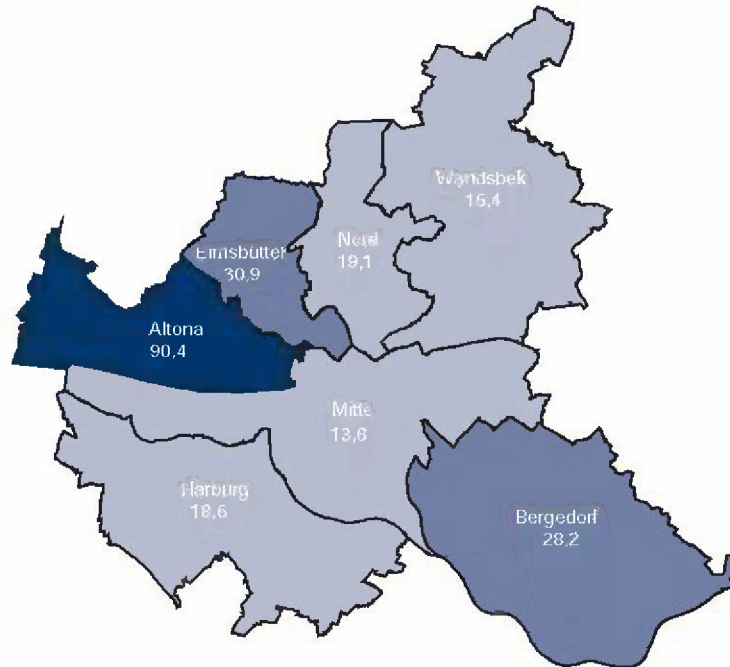 Wandsbek
15,4
Nord
19,1
Eimsbüttel
30,9
Altona
90,4
Mitte
13,6
Harburg
18,6
Bergedorf
28,2